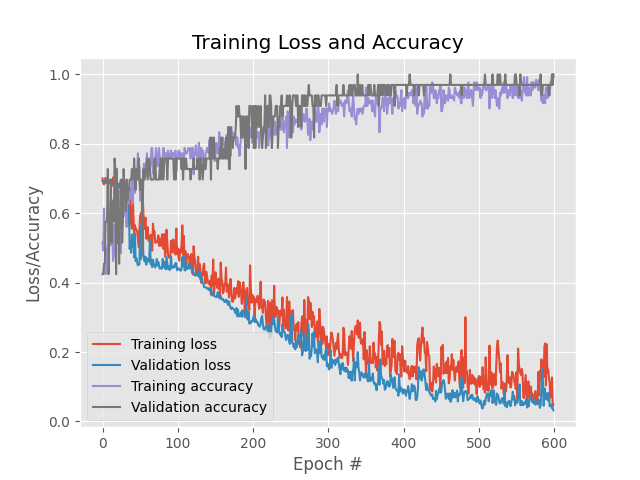 Training Loss and Accuracy
1.0
0.8
0.6
0.4
0.2
0.0
Loss/Accuracy
Training loss
Validation loss
Training accuracy
Validation accuracy
0 100 200 300 400 500 600
Epoch #